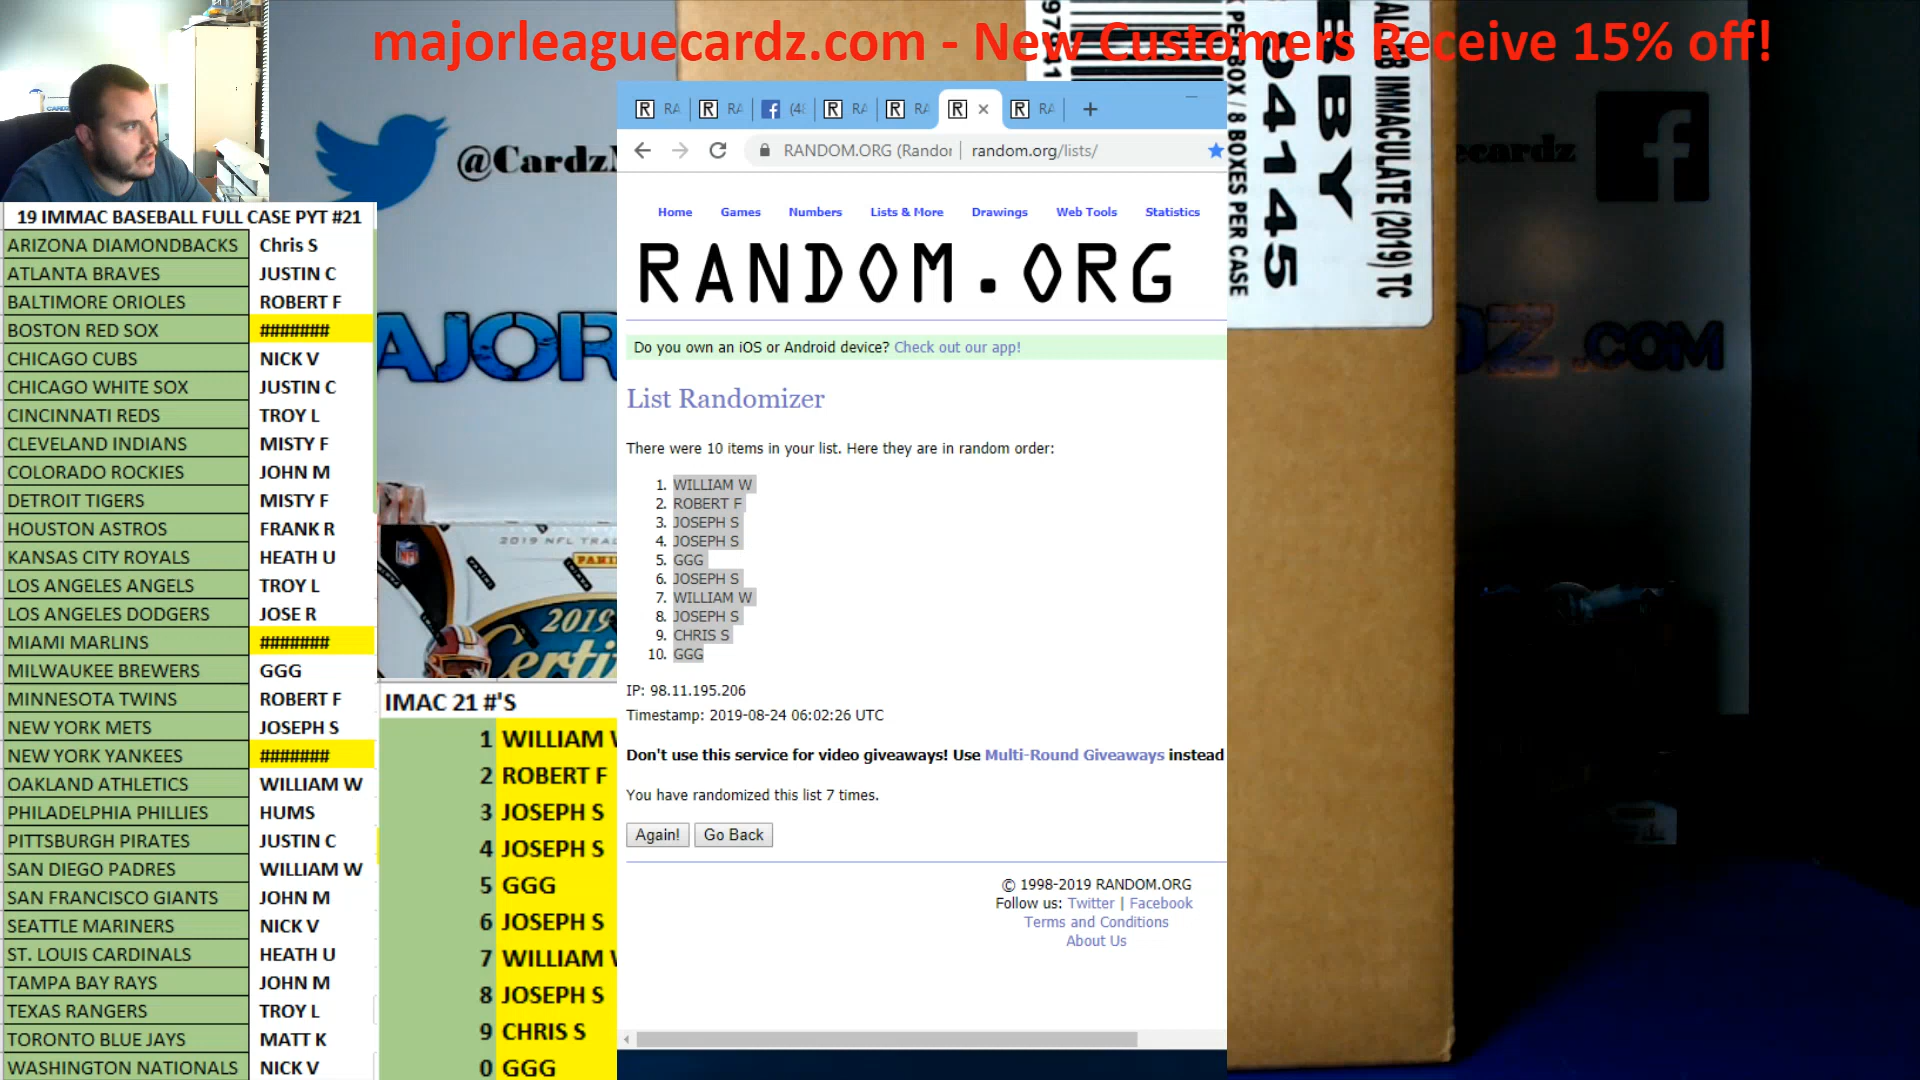 majorleaguecardz.com - New Customers Receive 15% off!
@Cardz
19 IMMAC BASEBALL FULL CASE PYT #21
ARIZONA DIAMONDBACKS Chris S
ATLANTA BRAVES JUSTIN C
BALTIMORE ORIOLES ROBERT F
BOSTON RED SOX #######
CHICAGO CUBS NICK V
CHICAGO WHITE SOX JUSTIN C
CINCINNATI REDS TROY L
CLEVELAND INDIANS MISTY F
COLORADO ROCKIES JOHN M
DETROIT TIGERS MISTY F
HOUSTON ASTROS FRANK R
KANSAS CITY ROYALS HEATH U
LOS ANGELES ANGELS TROY L
LOS ANGELES DODGERS JOSE R
MIAMI MARLINS #######
MILWAUKEE BREWERS GGG
MINNESOTA TWINS ROBERT F
NEW YORK METS JOSEPH S
NEW YORK YANKEES #######
OAKLAND ATHLETICS WILLIAM W
PHILADELPHIA PHILLIES HUMS
PITTSBURGH PIRATES JUSTIN C
SAN DIEGO PADRES WILLIAM W
SAN FRANCISCO GIANTS JOHN M
SEATTLE MARINERS NICK V
ST. LOUIS CARDINALS HEATH U
TAMPA BAY RAYS JOHN M
TEXAS RANGERS TROY L
TORONTO BLUE JAYS MATT K
WASHINGTON NATIONALS NICK V
AJOR
2019 NFL TRA
PANINI
2019
IMAC 21 #'S
1 WILLIAM W
2 ROBERT F
3 JOSEPH S
4 JOSEPH S
5 GGG
6 JOSEPH S
7 WILLIAM W
8 JOSEPH S
9 CHRIS S
0 GGG
RANDOM.ORG (Randor random.org/lists/
Home Games Numbers Lists & More Drawings Web Tools Statistics
RANDOM.ORG
Do you own an iOS or Android device? Check out our app!
List Randomizer
There were 10 items in your list. Here they are in random order:
1. WILLIAM W
2. ROBERT F
3. JOSEPH S
4. JOSEPH S
5. GGG
6. JOSEPH S
7. WILLIAM W
8. JOSEPH S
9. CHRIS S
10. GGG
IP: 98.11.195.206
Timestamp: 2019-08-24 06:02:26 UTC
Don't use this service for video giveaways! Use Multi-Round Giveaways instead
You have randomized this list 7 times.
Again! Go Back
© 1998-2019 RANDOM.ORG
Follow us: Twitter | Facebook
Terms and Conditions
About Us
BOX / 8 BOXES PER CASE
94145
EBY
IMMACULATE (2019) TC
ecardz
Z.COM